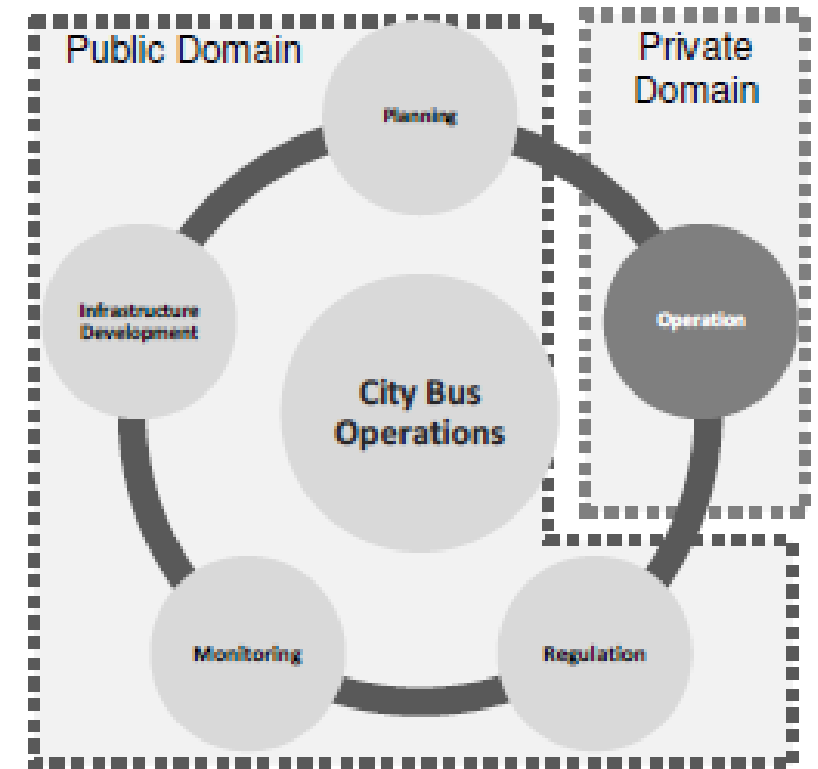 Public Domain
Private
Domain
Planning
Infrastructure
Development
Operation
City Bus
Operations
Monitoring
Regulation